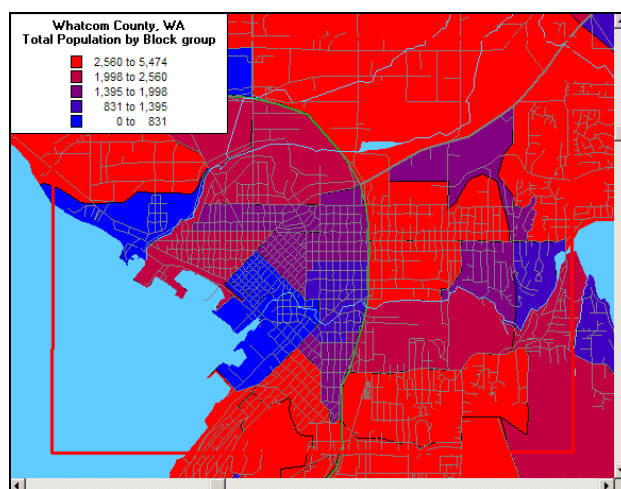 Whatcom County, WA
Total Population by Block group
2,560 to 5,474
1,998 to 2,560
1,395 to 1,998
831 to 1,395
0 to 831